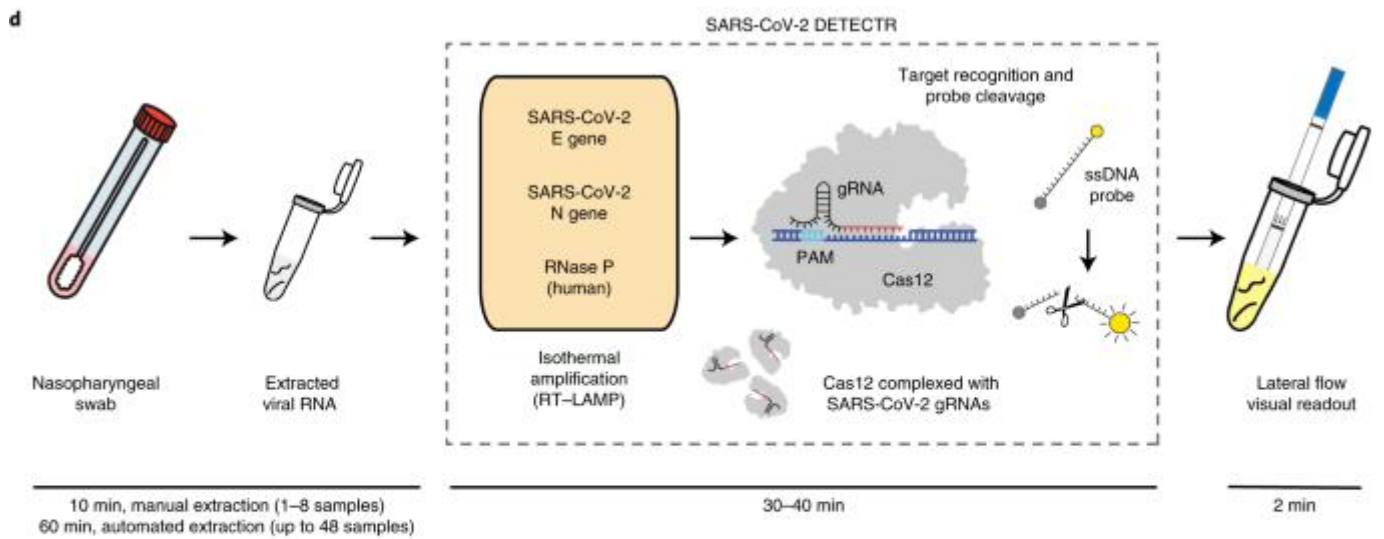 d
SARS-CoV-2 DETECTR
SARS-CoV-2
E gene
SARS-CoV-2
N gene
RNase P
(human)
Target recognition and
probe cleavage
gRNA
PAM
Cas12
ssDNA
probe
Nasopharyngeal
swab
Extracted
viral RNA
Isothermal
amplification
(RT–LAMP)
Cas12 complexed with
SARS-CoV-2 gRNAs
Lateral flow
visual readout
10 min, manual extraction (1–8 samples)
60 min, automated extraction (up to 48 samples)
30–40 min
2 min